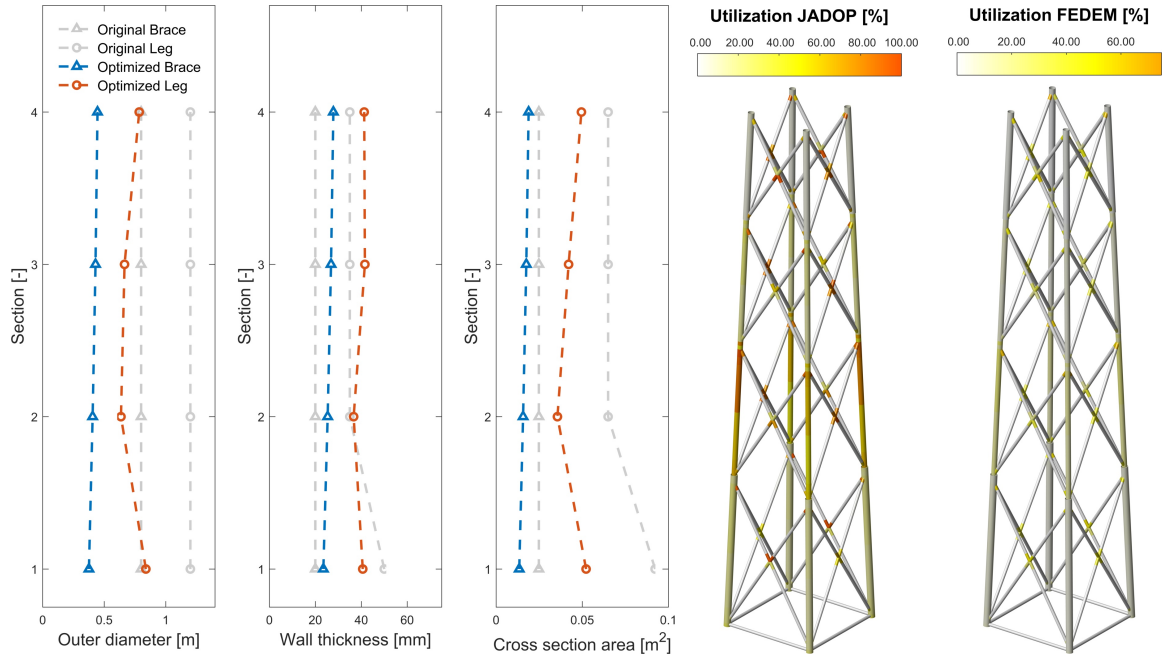 Original Brace
Original Leg
Optimized Brace
Optimized Leg
5
4
3
2
1
Section [-]
0
0.5
1
Outer diameter [m]
5
4
3
2
1
Section [-]
0
20
40
60
Wall thickness [mm]
5
4
3
2
1
Section [-]
0
0.05
0.1
Cross section area [m²]
Utilization JADOP [%]
0.00 20.00 40.00 60.00 80.00 100.00
Utilization FEDEM [%]
0.00 20.00 40.00 60.00